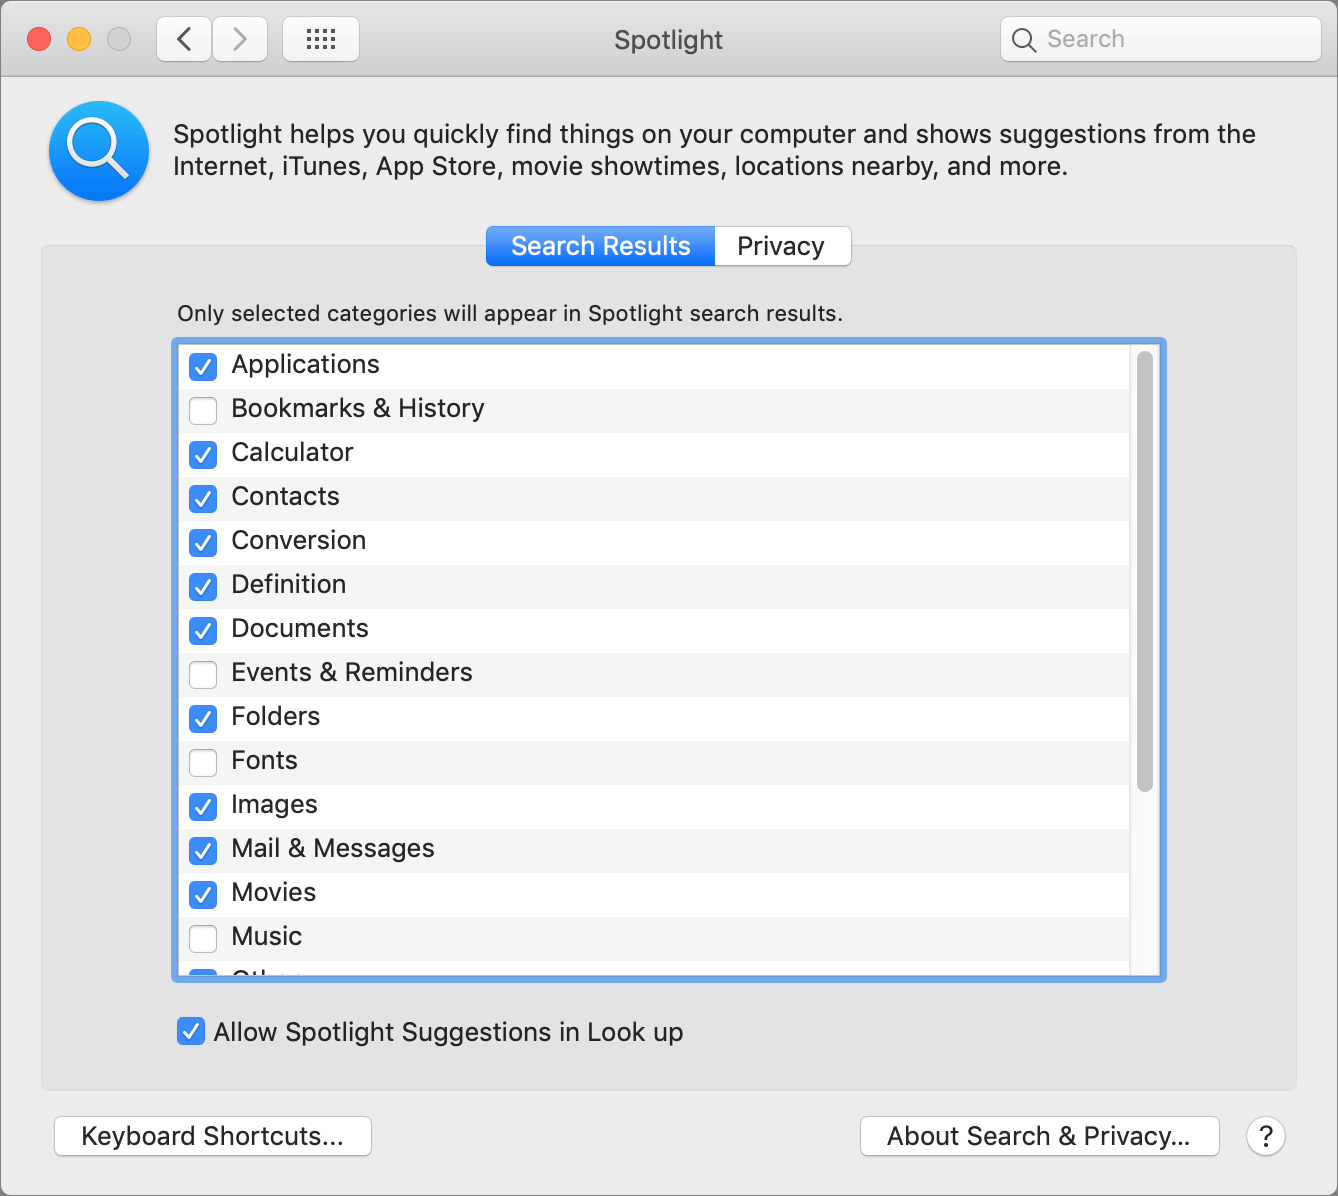 Spotlight
Search
Spotlight helps you quickly find things on your computer and shows suggestions from the
Internet, iTunes, App Store, movie showtimes, locations nearby, and more.
Search Results
Privacy
Only selected categories will appear in Spotlight search results.
Applications
Bookmarks & History
Calculator
Contacts
Conversion
Definition
Documents
Events & Reminders
Folders
Fonts
Images
Mail & Messages
Movies
Music
Allow Spotlight Suggestions in Look up
Keyboard Shortcuts...
About Search & Privacy...
?